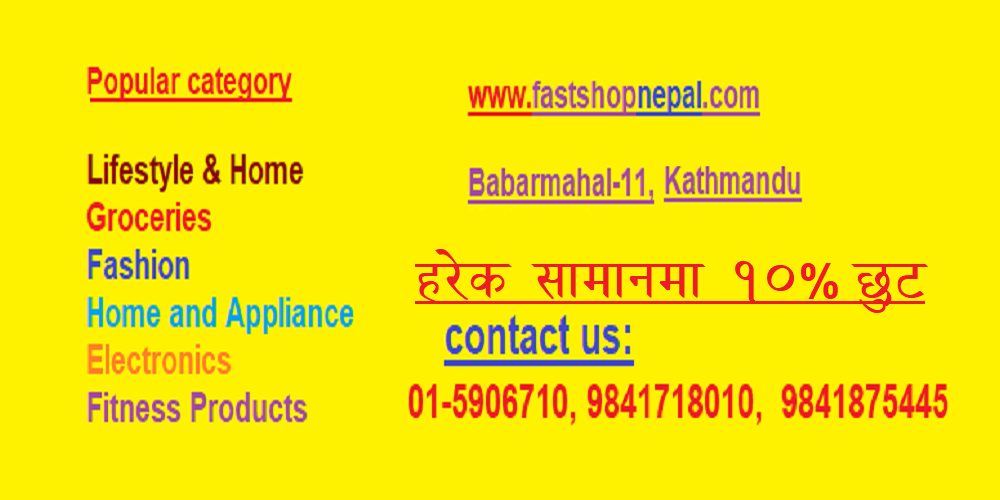 Popular category
Lifestyle & Home
Groceries
Fashion
Home and Appliance
Electronics
Fitness Products
www.fastshopnepal.com
Babarmahal-11, Kathmandu
हरेक सामानमा १०% छुट
contact us:
01-5906710, 9841718010, 9841875445